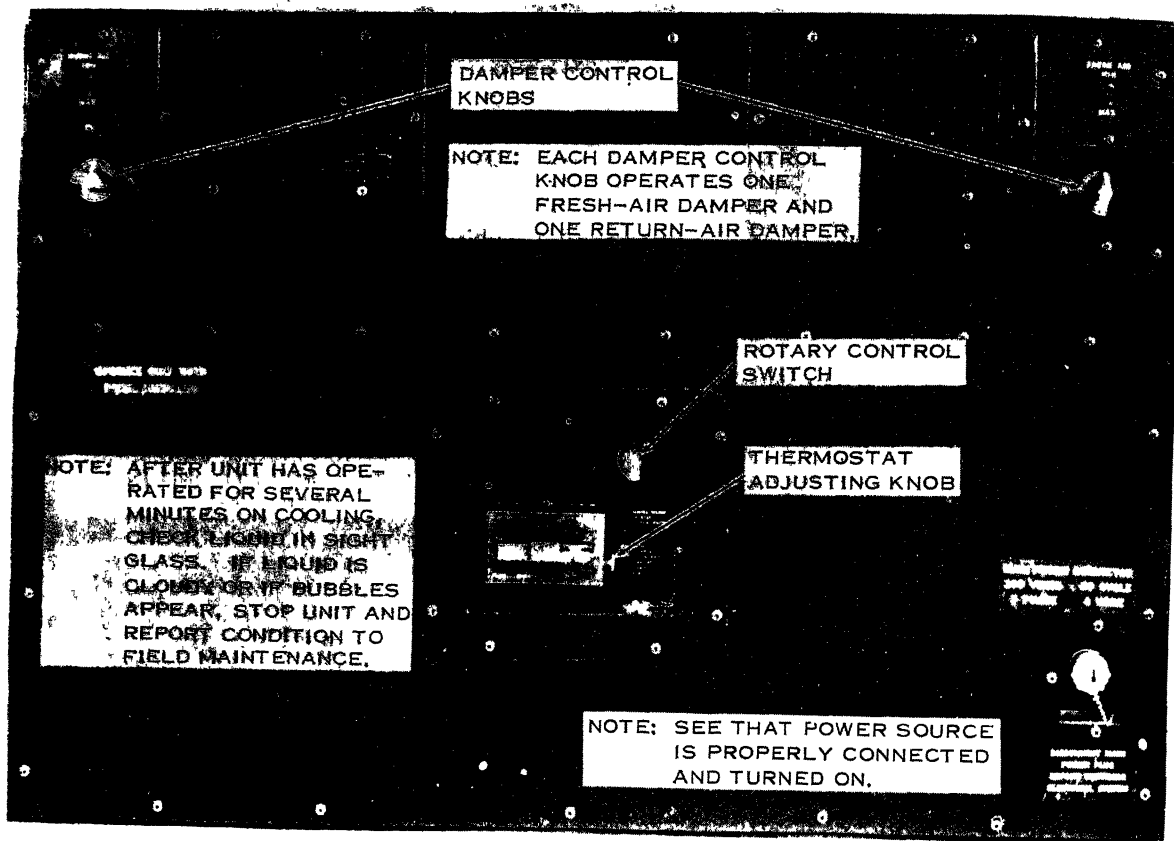 DAMPER CONTROL
KNOBS
NOTE: EACH DAMPER CONTROL
KNOB OPERATES ONE
FRESH-AIR DAMPER AND
ONE RETURN-AIR DAMPER.
ROTARY CONTROL
SWITCH
THERMOSTAT
ADJUSTING KNOB
NOTE: AFTER UNIT HAS OPE-
RATED FOR SEVERAL
MINUTES ON COOLING,
CHECK LIQUID IN SIGHT
GLASS. IF LIQUID IS
CLOUDY OR IF BUBBLES
APPEAR, STOP UNIT AND
REPORT CONDITION TO
FIELD MAINTENANCE.
NOTE: SEE THAT POWER SOURCE
IS PROPERLY CONNECTED
AND TURNED ON.